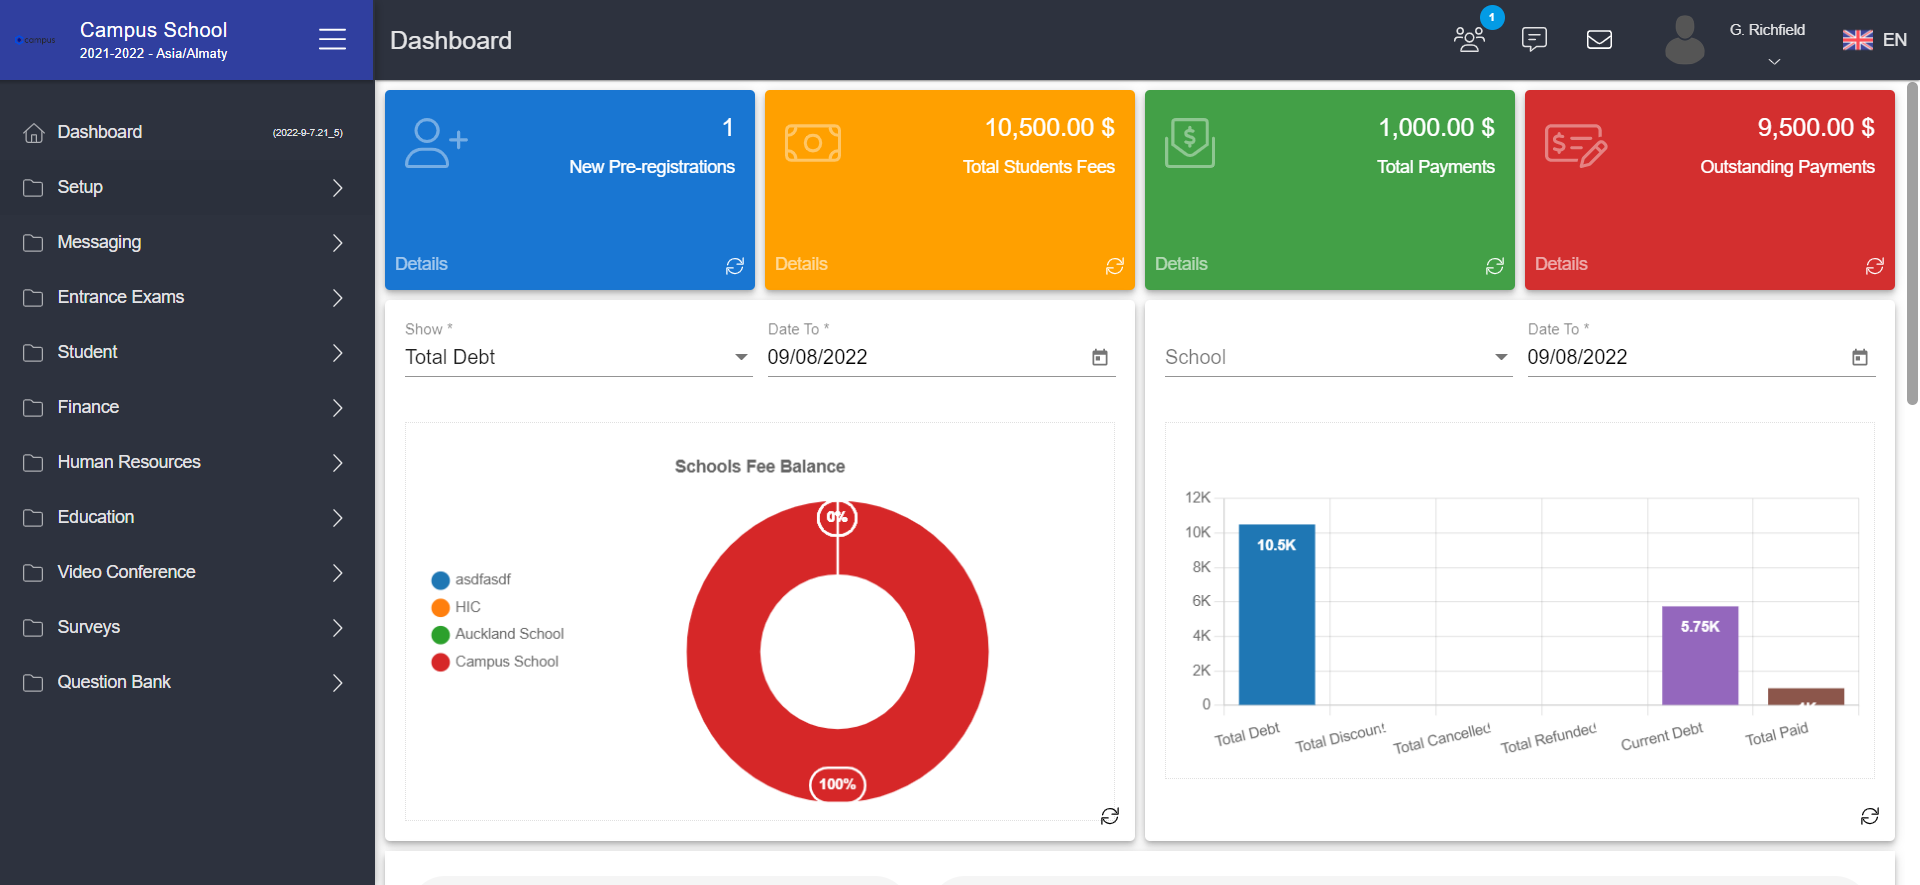 campus
Campus School
2021-2022 - Asia/Almaty
Dashboard
1
G. Richfield
EN
Dashboard
(2022-9-7.21_5)
Setup
Messaging
Entrance Exams
Student
Finance
Human Resources
Education
Video Conference
Surveys
Question Bank
1
New Pre-registrations
Details
10,500.00 $
Total Students Fees
Details
1,000.00 $
Total Payments
Details
9,500.00 $
Outstanding Payments
Details
Show *
Total Debt
Date To *
09/08/2022
Schools Fee Balance
0%
asdfasdf
HIC
Auckland School
Campus School
100%
School
Date To *
09/08/2022
12K
10K
8K
6K
4K
2K
0
10.5K
5.75K
1K
Total Debt
Total Discount
Total Cancelled
Total Refunded
Current Debt
Total Paid